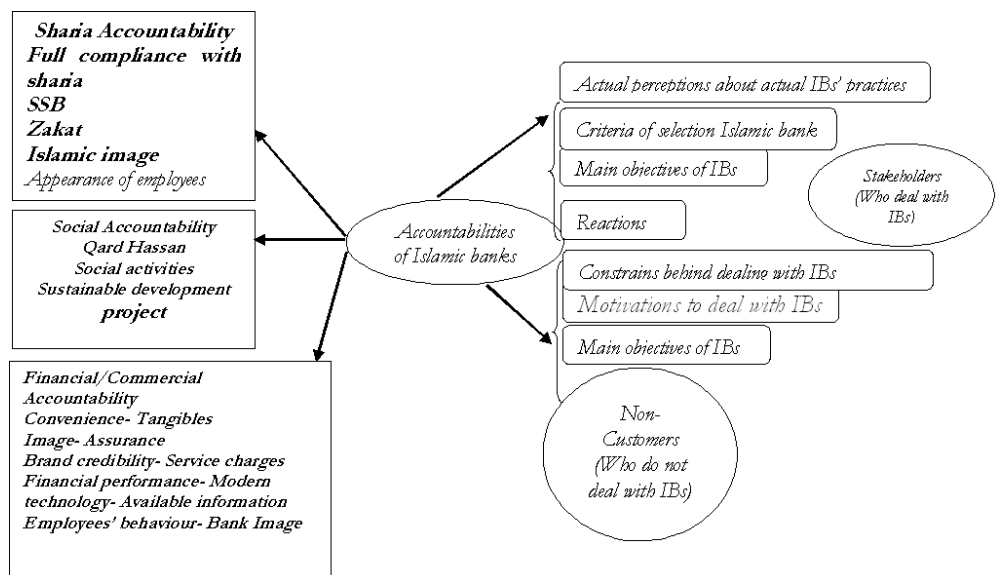 Sharia Accountability
Full compliance with
sharia
SSB
Zakat
Islamic image
Appearance of employees
Social Accountability
Qard Hassan
Social activities
Sustainable development
project
Financial/Commercial
Accountability
Convenience- Tangibles
Image- Assurance
Brand credibility- Service charges
Financial performance- Modern
technology- Available information
Employees' behaviour- Bank Image
Accountabilities
of Islamic banks
Actual perceptions about actual IBs' practices
Criteria of selection Islamic bank
Main objectives of IBs
Reactions
Stakeholders
(Who deal with
IBs)
Constrains behind dealing with IBs
Motivations to deal with IBs
Main objectives of IBs
Non-
Customers
(Who do not
deal with IBs)